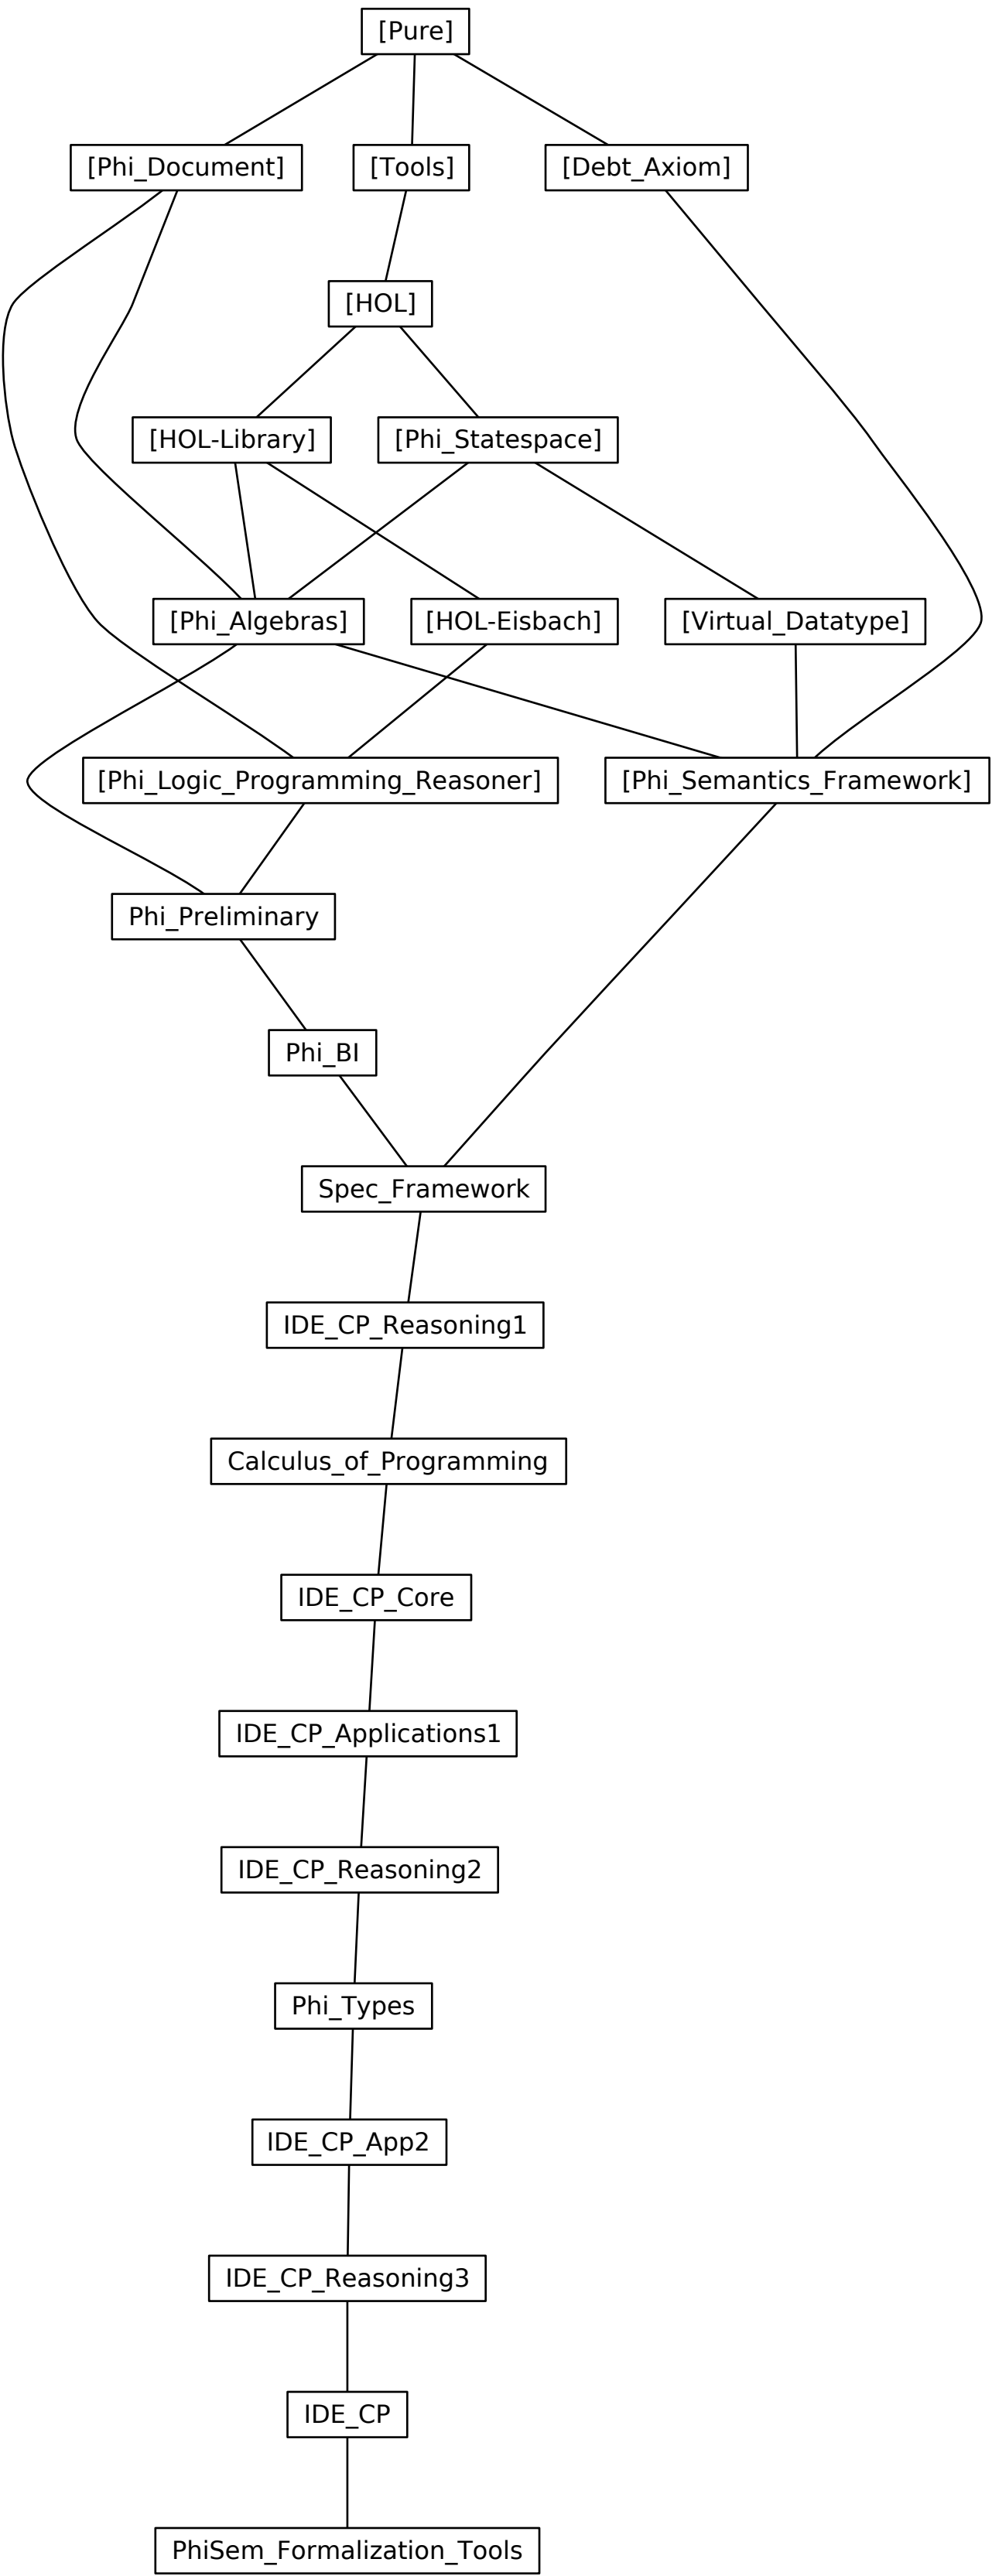 [Pure]
[Phi_Document]
[Tools]
[Debt_Axiom]
[HOL]
[HOL-Library]
[Phi_Statespace]
[Phi_Algebras]
[HOL-Eisbach]
[Virtual_Datatype]
[Phi_Logic_Programming_Reasoner]
[Phi_Semantics_Framework]
Phi_Preliminary
Phi_BI
Spec_Framework
IDE_CP_Reasoning1
Calculus_of_Programming
IDE_CP_Core
IDE_CP_Applications1
IDE_CP_Reasoning2
Phi_Types
IDE_CP_App2
IDE_CP_Reasoning3
IDE_CP
PhiSem_Formalization_Tools